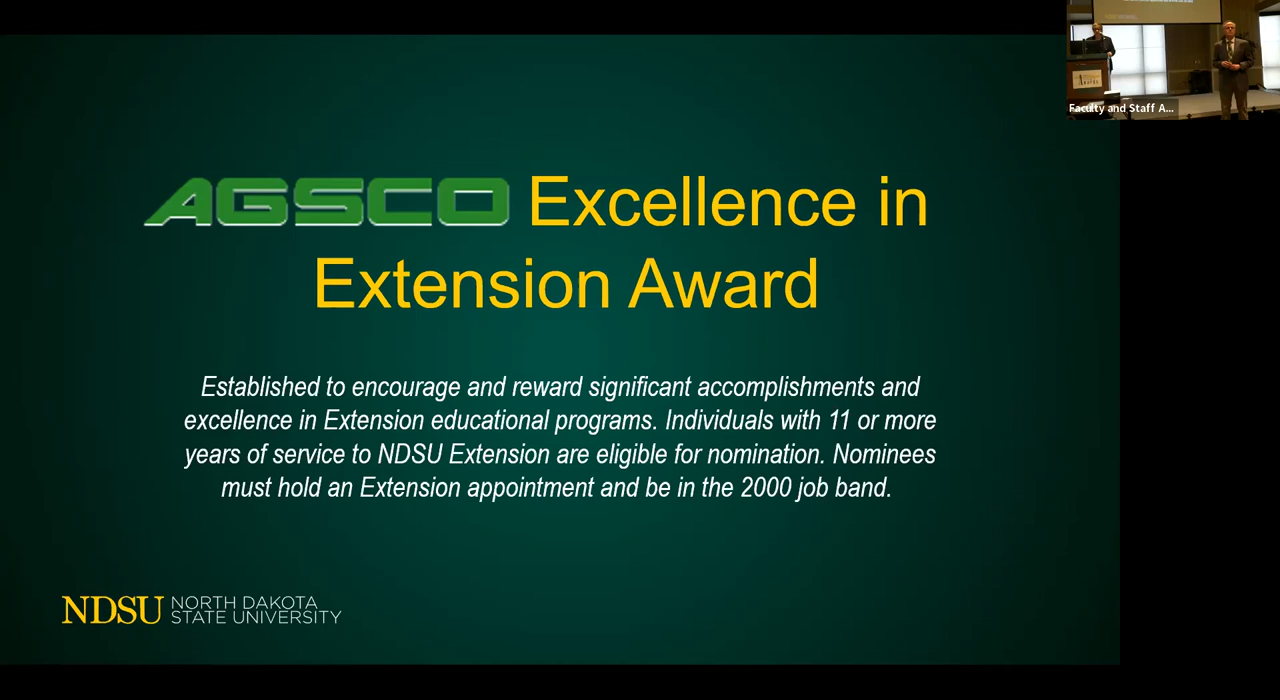 AGSCO Excellence in
Extension Award
Established to encourage and reward significant accomplishments and
excellence in Extension educational programs. Individuals with 11 or more
years of service to NDSU Extension are eligible for nomination. Nominees
must hold an Extension appointment and be in the 2000 job band.
NDSU NORTH DAKOTA
STATE UNIVERSITY
Faculty and Staff A...